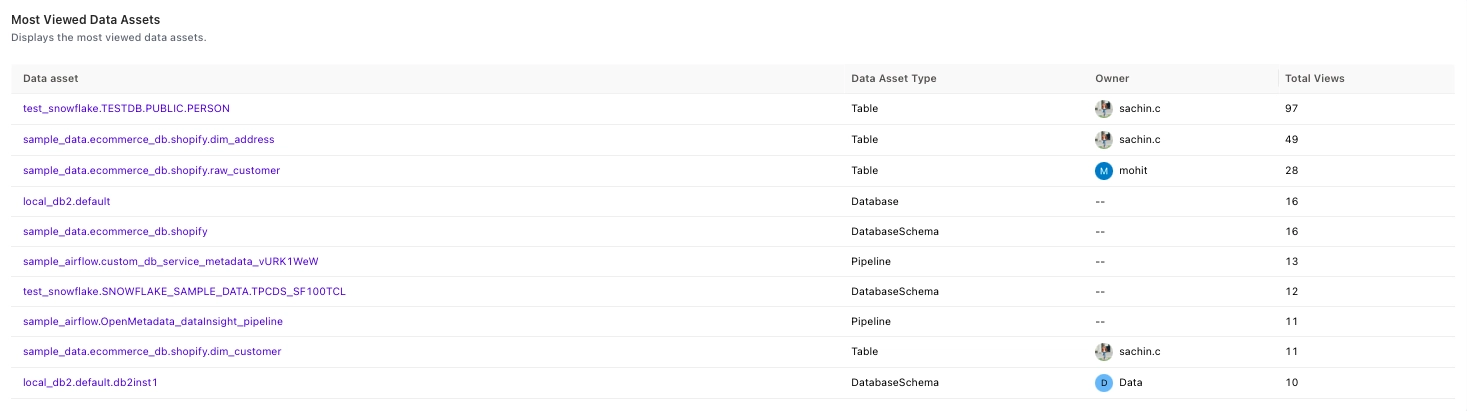 Most Viewed Data Assets
Displays the most viewed data assets.
Data asset Data Asset Type Owner Total Views
test_snowflake.TESTDB.PUBLIC.PERSON Table sachin.c 97
sample_data.ecommerce_db.shopify.dim_address Table sachin.c 49
sample_data.ecommerce_db.shopify.raw_customer Table M mohit 28
local_db2.default Database -- 16
sample_data.ecommerce_db.shopify DatabaseSchema -- 16
sample_airflow.custom_db_service_metadata_vURK1WeW Pipeline -- 13
test_snowflake.SNOWFLAKE_SAMPLE_DATA.TPCDS_SF100TCL DatabaseSchema -- 12
sample_airflow.OpenMetadata_dataInsight_pipeline Pipeline -- 11
sample_data.ecommerce_db.shopify.dim_customer Table sachin.c 11
local_db2.default.db2inst1 DatabaseSchema D Data 10